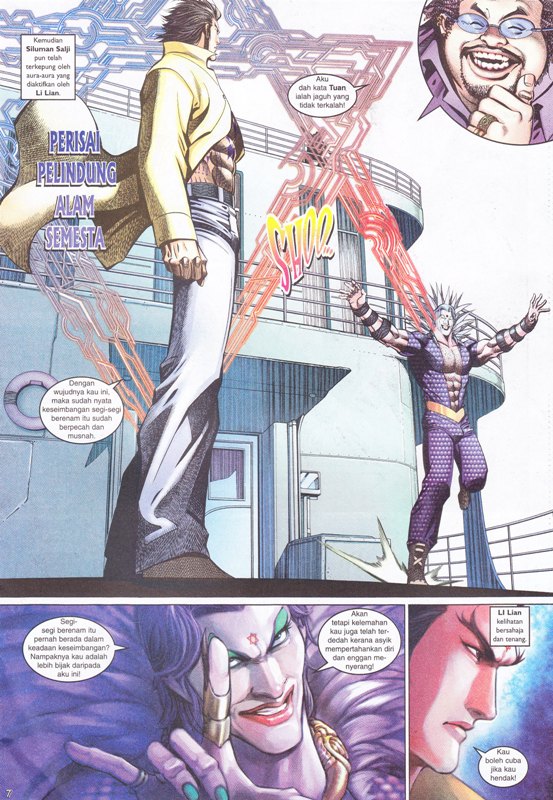 Kemudian
Siluman Salji
pun telah
terkepung oleh
aura-aura yang
diaktifkan oleh
Li Lian.
Aku
dah kata Tuan
ialah jaguh yang
tidak terkalah!
PERISAI
PELINDUNG
ALAM
SEMESTA
SHOO...
Dengan
wujudnya kau ini,
maka sudah nyata
keseimbangan segi-segi
berenam itu sudah
berpecah dan
musnah.
Segi-
segi berenam itu
pernah berada dalam
keadaan keseimbangan?
Nampaknya kau adalah
lebih bijak daripada
aku ini!
Akan
tetapi kelemahan
kau juga telah ter-
dedah kerana asyik
mempertahankan diri
dan enggan me-
nyerang!
LI Lian
kelihatan
bersahaja
dan tenang.
Kau
boleh cuba
jika kau
hendak!
7